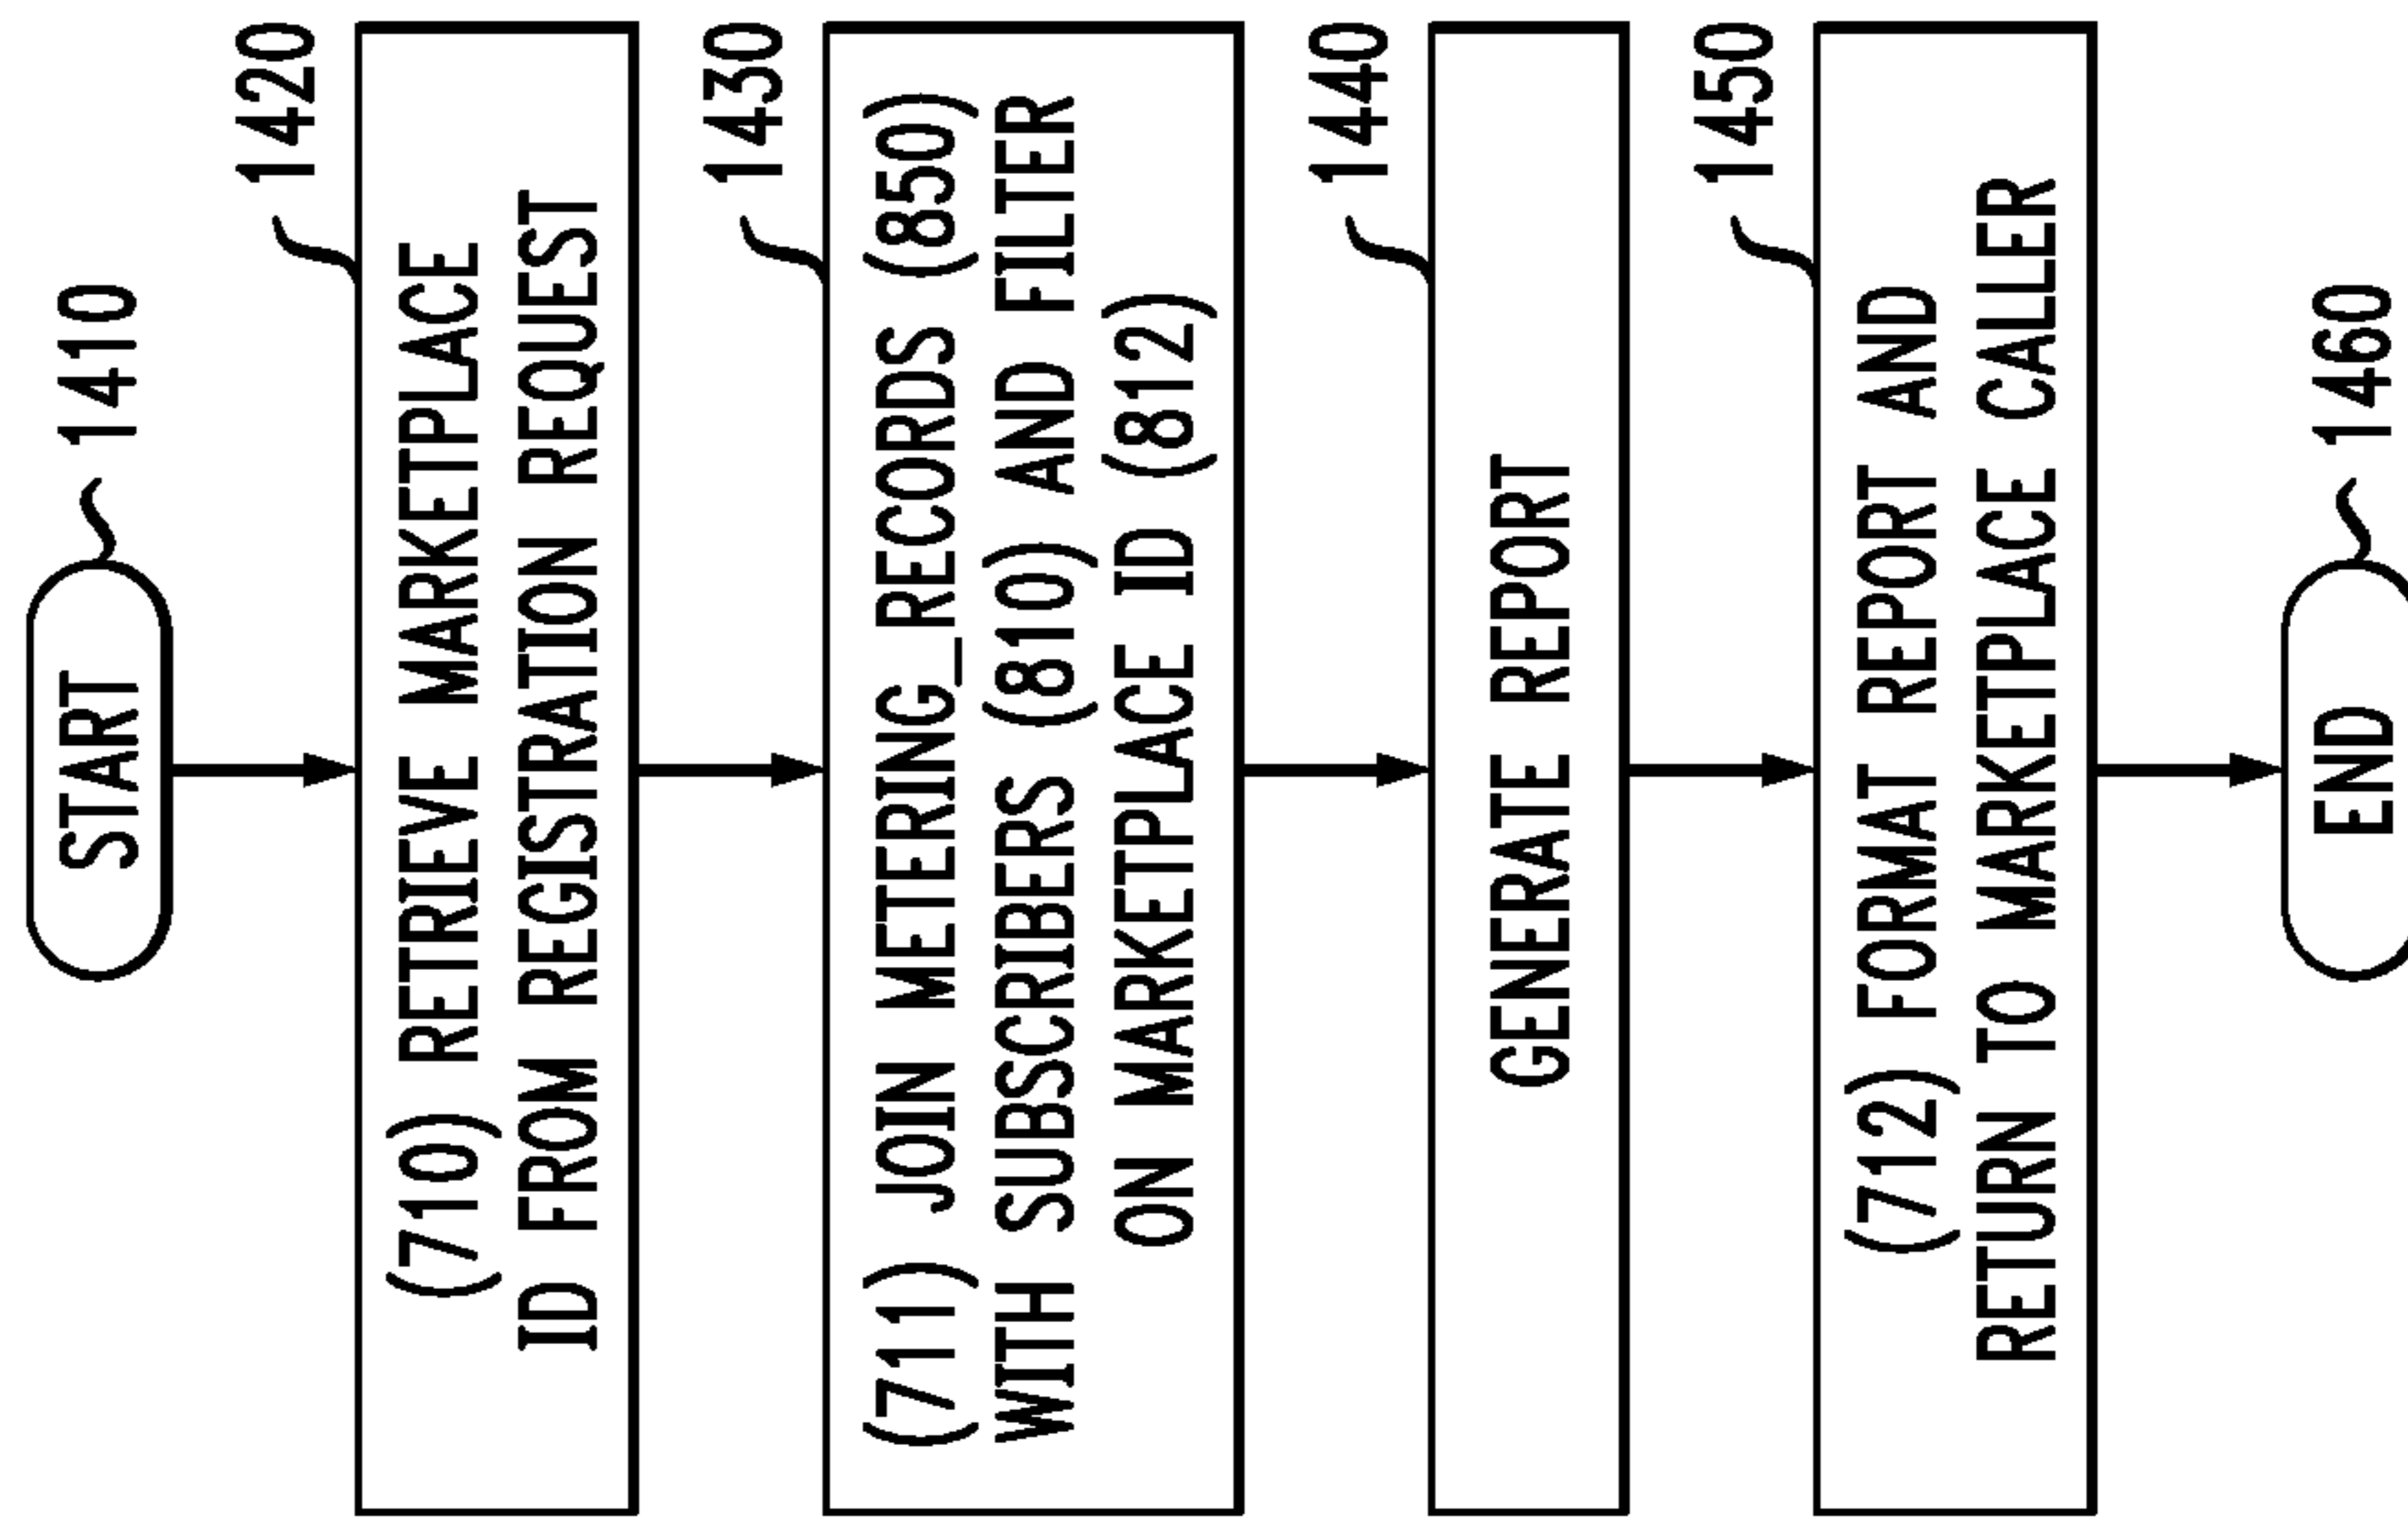 START
1410
1420
(710) RETRIEVE MARKETPLACE
ID FROM REGISTRATION REQUEST
1430
(711) JOIN METERING_RECORDS (850)
WITH SUBSCRIBERS (810) AND FILTER
ON MARKETPLACE ID (812)
1440
GENERATE REPORT
1450
(712) FORMAT REPORT AND
RETURN TO MARKETPLACE CALLER
END
1460